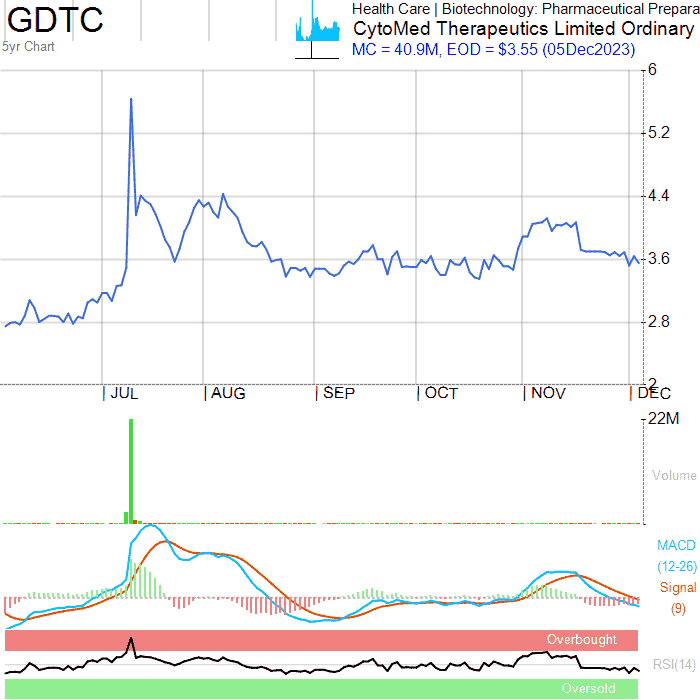 GDTC
5yr Chart
Health Care | Biotechnology: Pharmaceutical Prepara
CytoMed Therapeutics Limited Ordinary
MC = 40.9M, EOD = $3.55 (05Dec2023)
6
5.2
4.4
3.6
2.8
2
JUL AUG SEP OCT NOV DEC
22M
Volume
MACD
(12-26)
Signal
(9)
Overbought
RSI(14)
Oversold